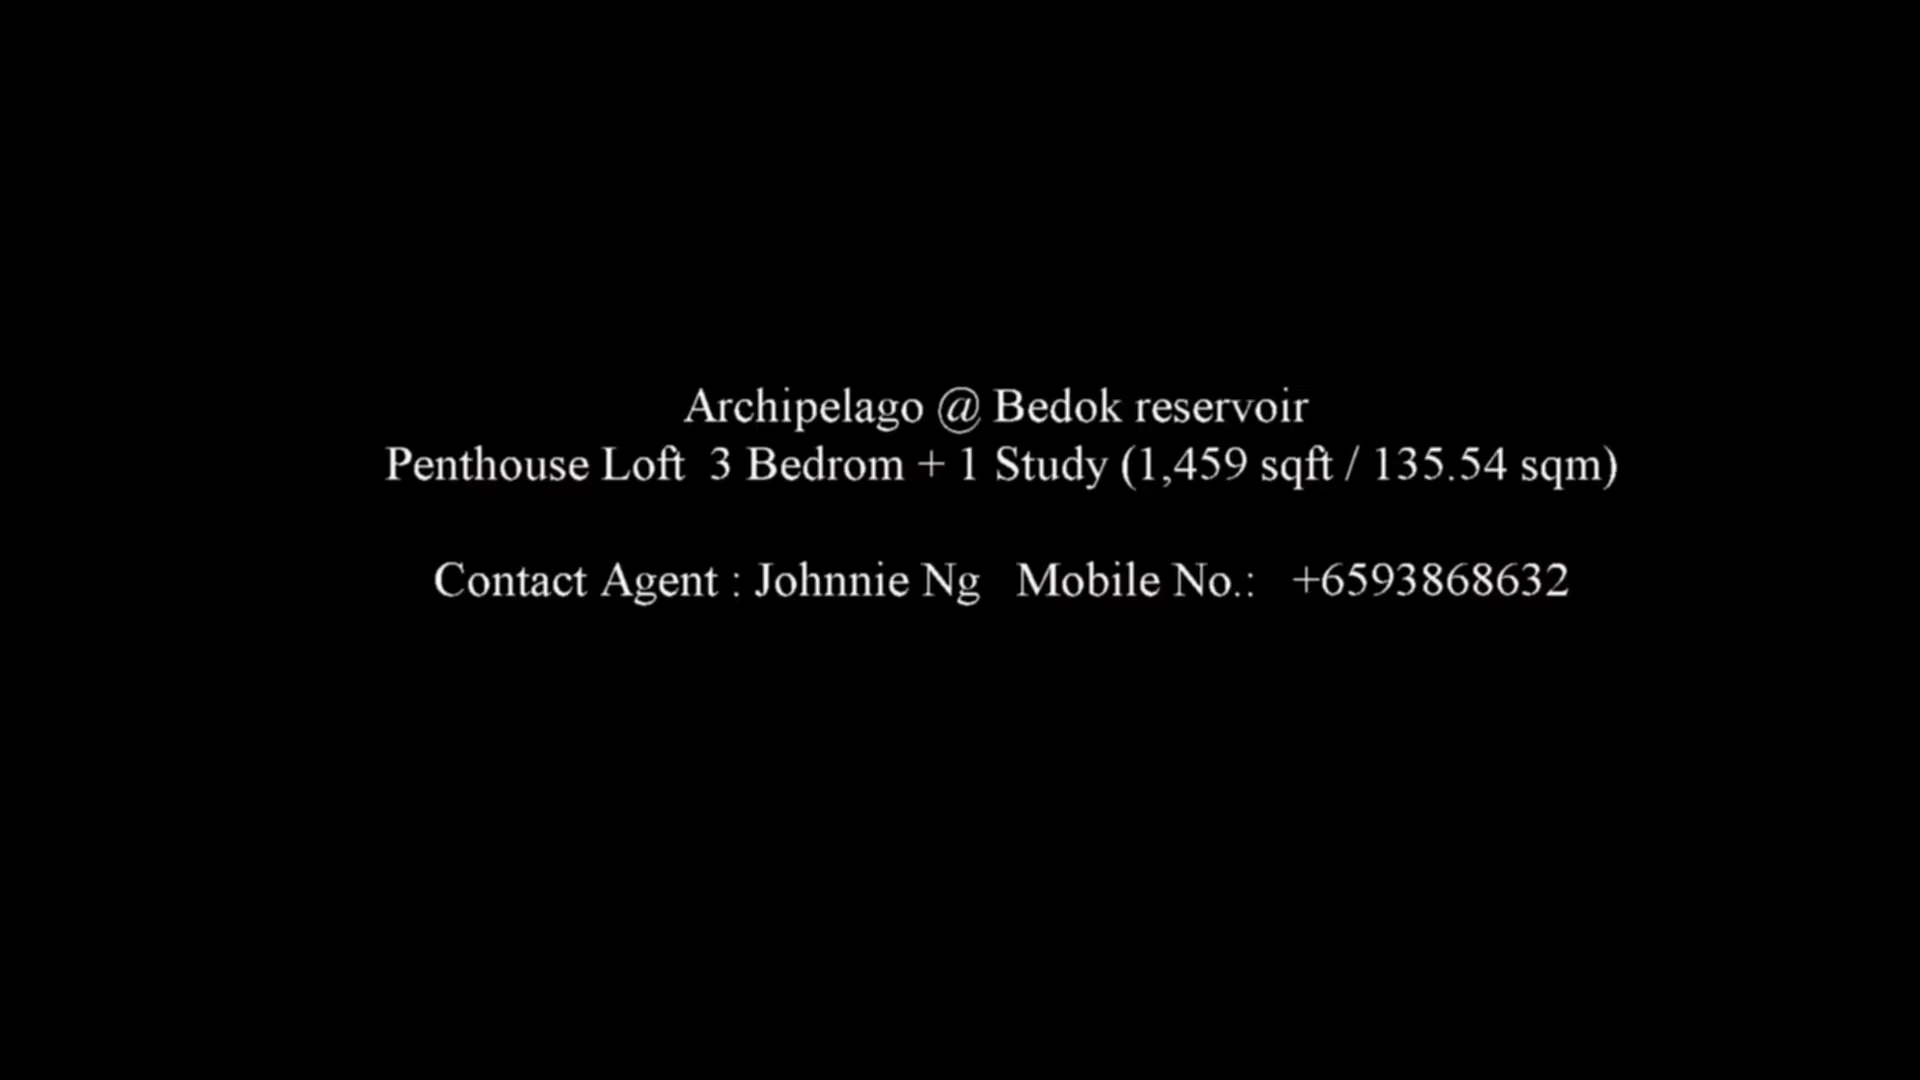 Archipelago @ Bedok reservoir
Penthouse Loft  3 Bedrom + 1 Study (1,459 sqft / 135.54 sqm)
Contact Agent : Johnnie Ng   Mobile No.:   +6593868632